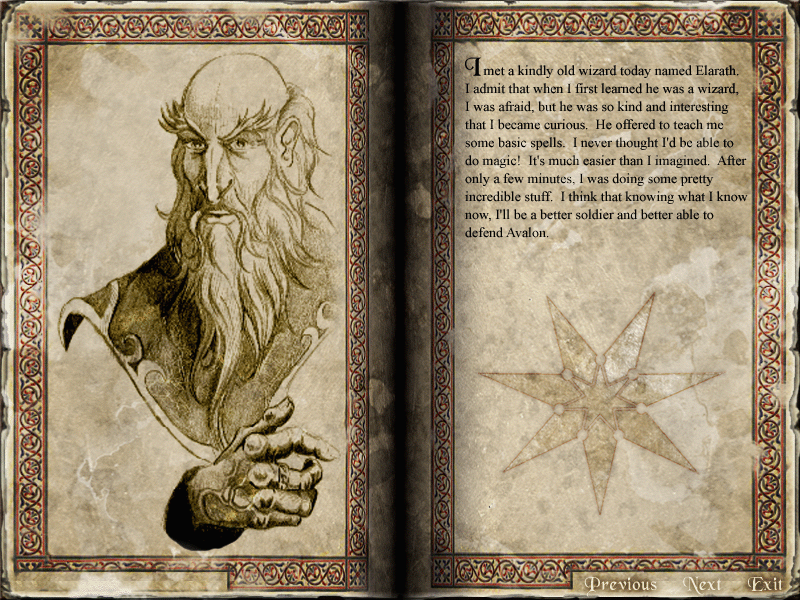 I met a kindly old wizard today named Elarath.
I admit that when I first learned he was a wizard,
I was afraid, but he was so kind and interesting
that I became curious.  He offered to teach me
some basic spells.  I never thought I'd be able to
do magic!  It's much easier than I imagined.  After
only a few minutes, I was doing some pretty
incredible stuff.  I think that knowing what I know
now, I'll be a better soldier and better able to
defend Avalon.
Previous Next Exit